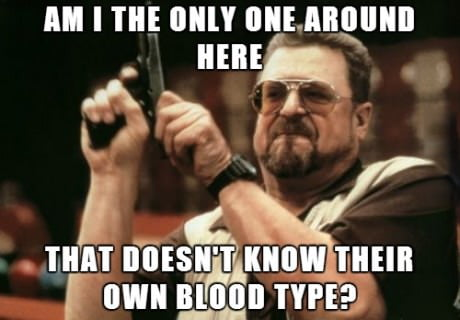 AM I THE ONLY ONE AROUND
HERE
THAT DOESN'T KNOW THEIR
OWN BLOOD TYPE?